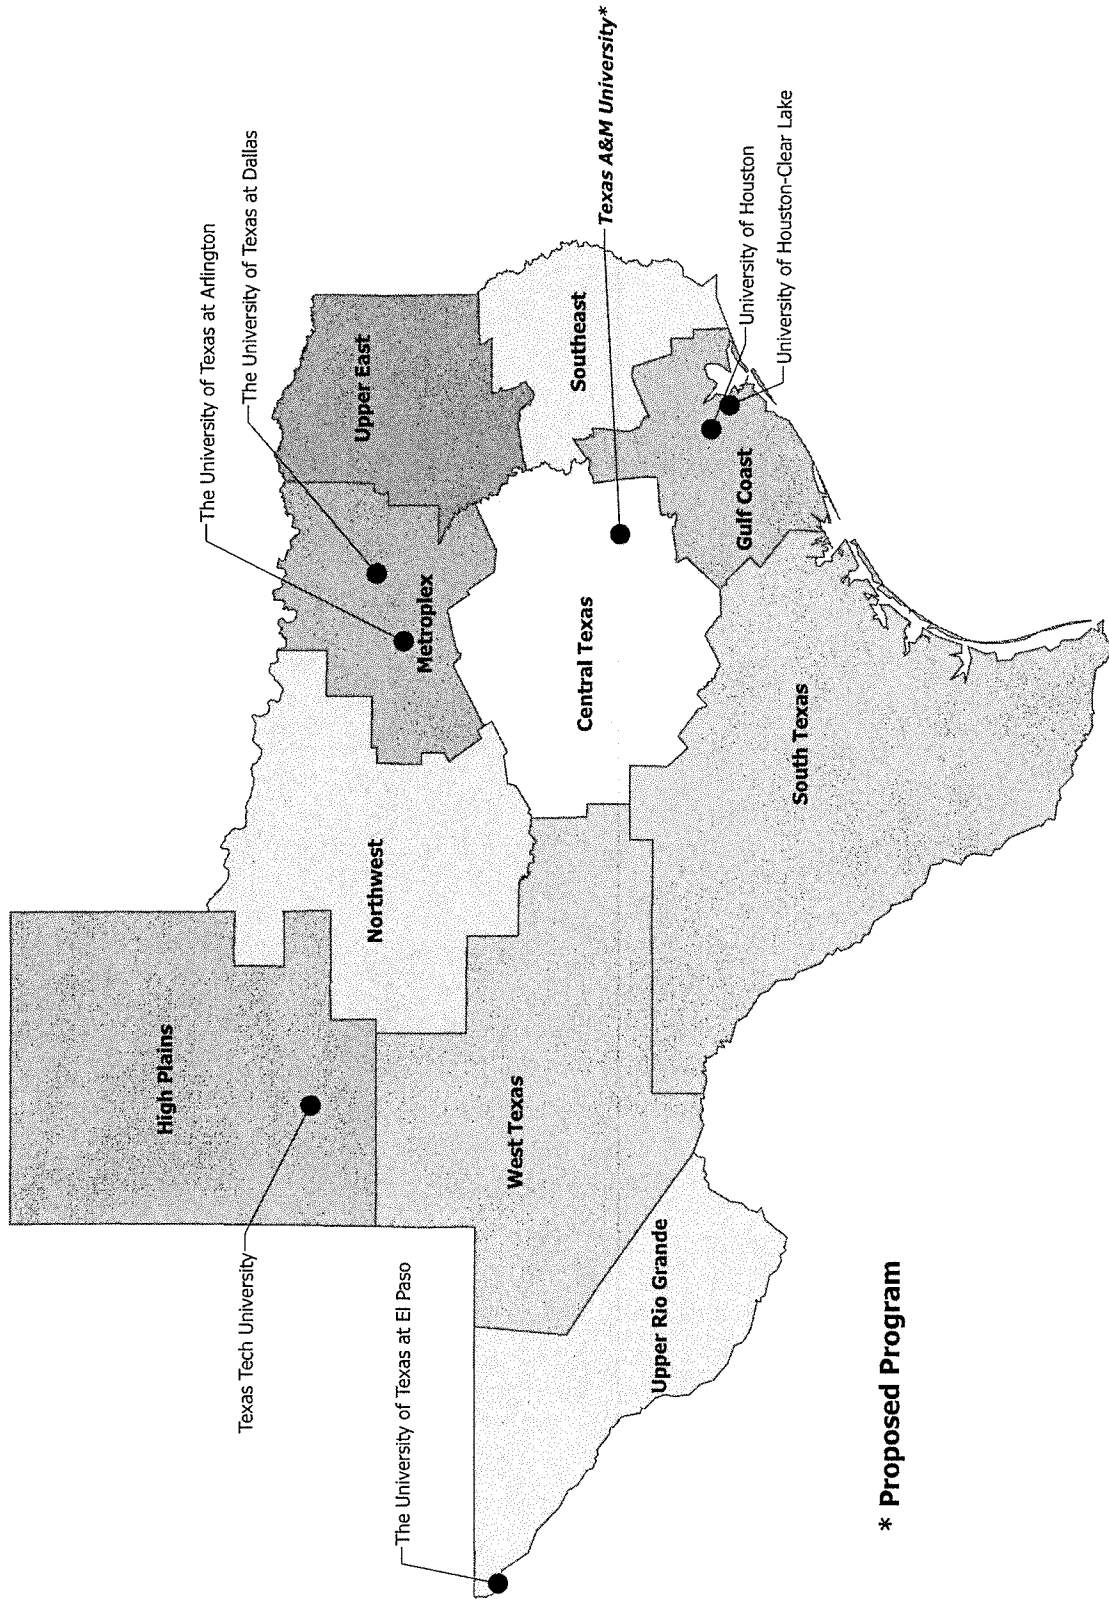 The University of Texas at Arlington
The University of Texas at Dallas
Texas A&M University*
University of Houston
University of Houston-Clear Lake
Texas Tech University
The University of Texas at El Paso
High Plains
Northwest
Metroplex
Upper East
Southeast
Central Texas
Gulf Coast
West Texas
South Texas
Upper Rio Grande
* Proposed Program